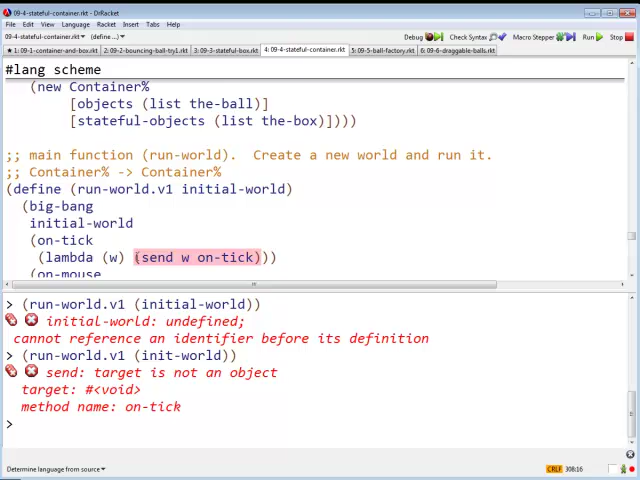 09-4-stateful-container.rkt - DrRacket
File Edit View Language Racket Insert Tabs Help
09-4-stateful-container.rkt▼ (define ...)▼ Debug Check Syntax Macro Stepper Run Stop
★ 1: 09-1-container-and-box.rkt 2: 09-2-bouncing-ball-try1.rkt 3: 09-3-stateful-box.rkt 4: 09-4-stateful-container.rkt 5: 09-5-ball-factory.rkt 6: 09-6-draggable-balls.rkt
#lang scheme
(new Container%
[objects (list the-ball)]
[stateful-objects (list the-box)])))
;; main function (run-world). Create a new world and run it.
;; Container% -> Container%
(define (run-world.v1 initial-world)
(big-bang
initial-world
(on-tick
(lambda (w) (send w on-tick)))
(on-mouse
> (run-world.v1 (initial-world))
initial-world: undefined;
cannot reference an identifier before its definition
> (run-world.v1 (init-world))
send: target is not an object
target: #<void>
method name: on-tick
>
Determine language from source▼ CRLF 308:16